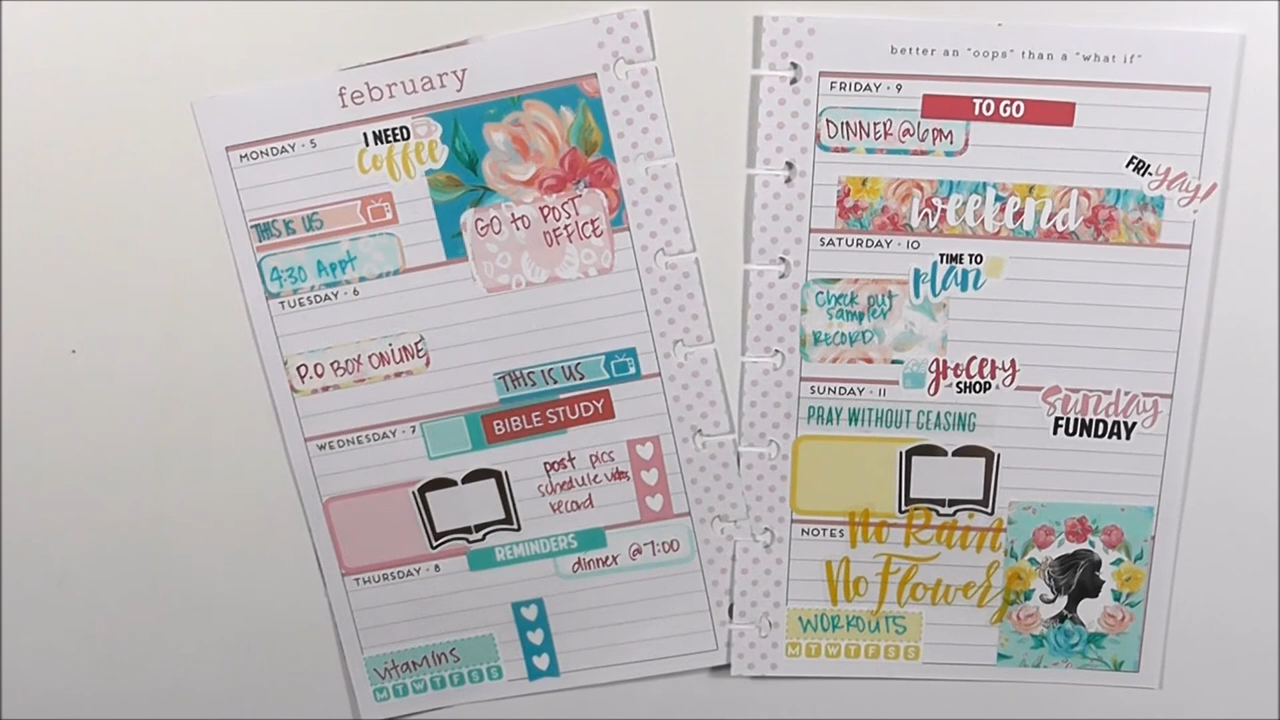 february
MONDAY • 5
I NEED
Coffee
THIS IS US
4:30 Appt
GO to POST
OFFICE
TUESDAY • 6
P.O BOX ONLINE
THIS IS US
WEDNESDAY • 7
BIBLE STUDY
post pics
schedule videos
record
REMINDERS
dinner @ 7:00
THURSDAY • 8
vitamins
M T W T F S S
better an "oops" than a "what if"
FRIDAY • 9
TO GO
DINNER @ 6 PM
FRI-yay!
weekend
SATURDAY • 10
TIME TO
plan
Check out
sampler
RECORD
grocery
SHOP
SUNDAY • 11
PRAY WITHOUT CEASING
sunday
FUNDAY
NOTES
No Rain
No Flowers
WORKOUTS
M T W T F S S